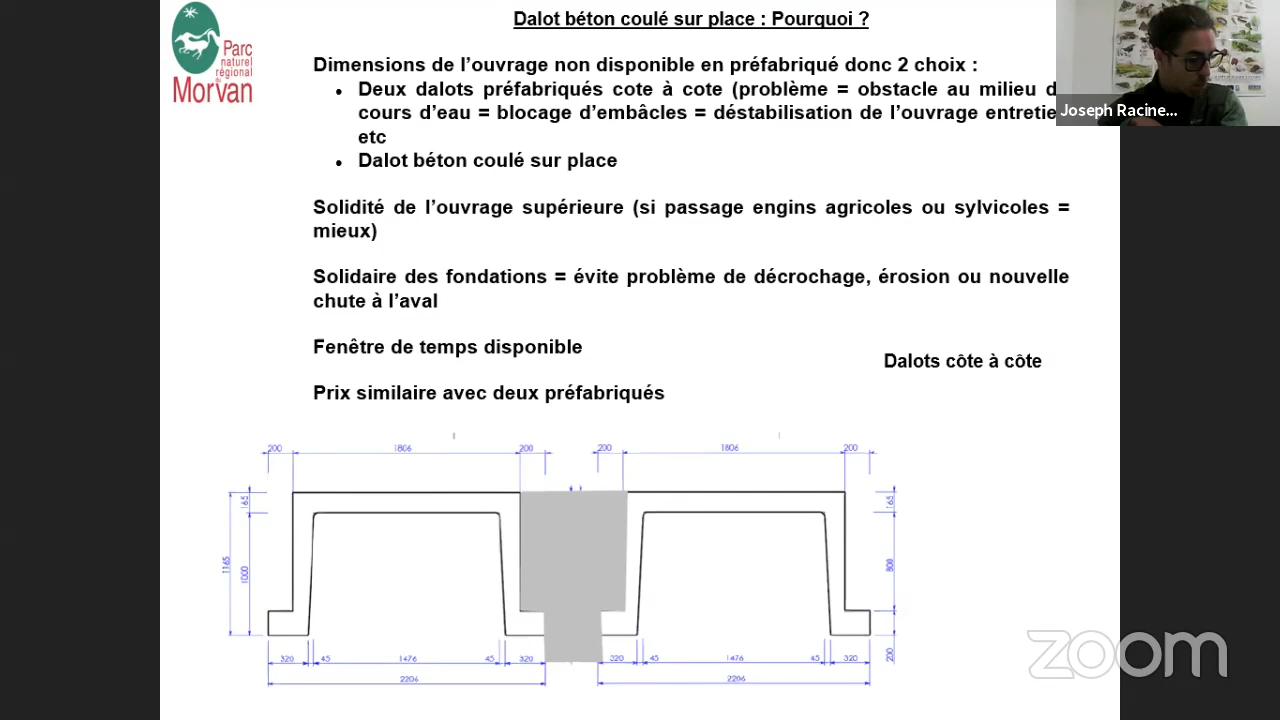 Dalot béton coulé sur place : Pourquoi ?
Parc
naturel
régional
du
Morvan
Joseph Racine...
Dimensions de l'ouvrage non disponible en préfabriqué donc 2 choix :
• Deux dalots préfabriqués cote à cote (problème = obstacle au milieu d
cours d'eau = blocage d'embâcles = déstabilisation de l'ouvrage entretie
etc
• Dalot béton coulé sur place
Solidité de l'ouvrage supérieure (si passage engins agricoles ou sylvicoles =
mieux)
Solidaire des fondations = évite problème de décrochage, érosion ou nouvelle
chute à l'aval
Fenêtre de temps disponible
Dalots côte à côte
Prix similaire avec deux préfabriqués
200 1806 200 200 1806 200
165 165
1165 1000 808
200
320 45 1476 45 320 320 45 1476 45 320
2206 2206
zoom